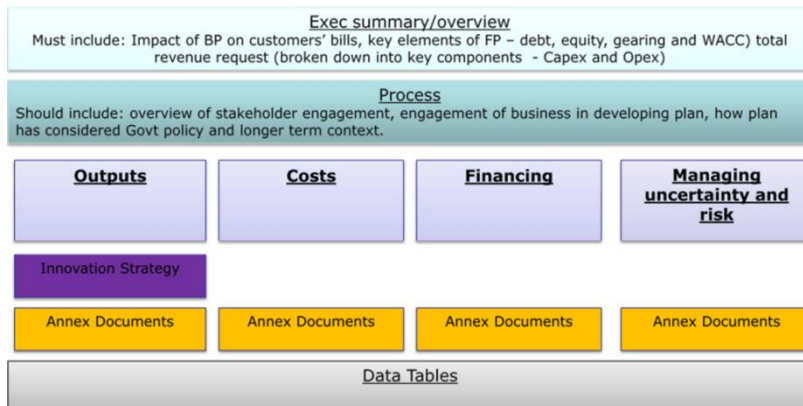 Exec summary/overview
Must include: Impact of BP on customers' bills, key elements of FP – debt, equity, gearing and WACC) total
revenue request (broken down into key components - Capex and Opex)
Process
Should include: overview of stakeholder engagement, engagement of business in developing plan, how plan
has considered Govt policy and longer term context.
Outputs
Costs
Financing
Managing
uncertainty and
risk
Innovation Strategy
Annex Documents
Annex Documents
Annex Documents
Annex Documents
Data Tables